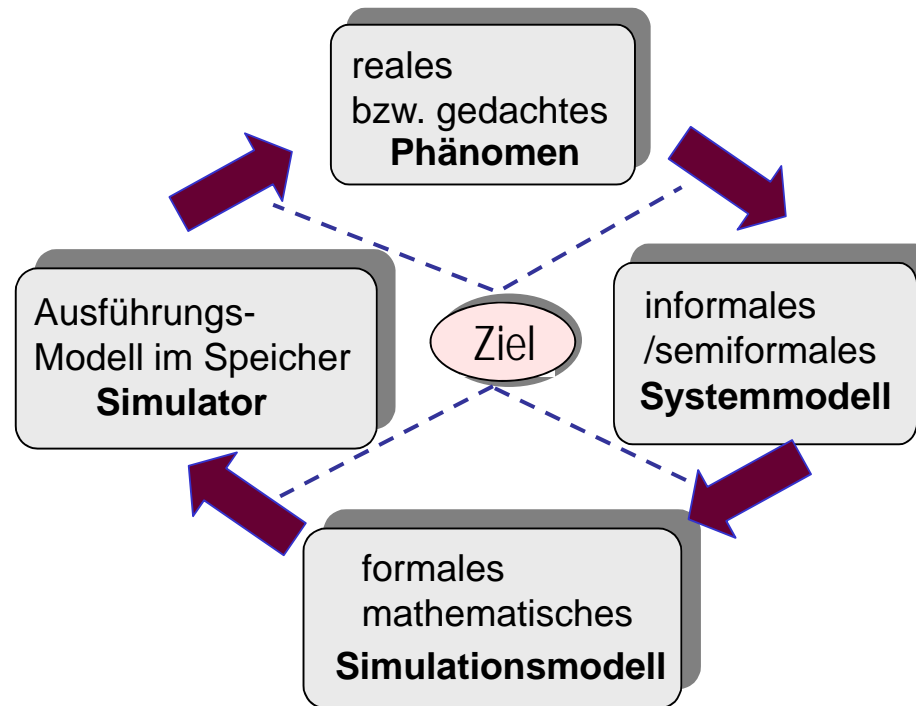 reales
bzw. gedachtes
Phänomen
Ausführungs-
Modell im Speicher
Simulator
Ziel
informales
/semiformales
Systemmodell
formales
mathematisches
Simulationsmodell